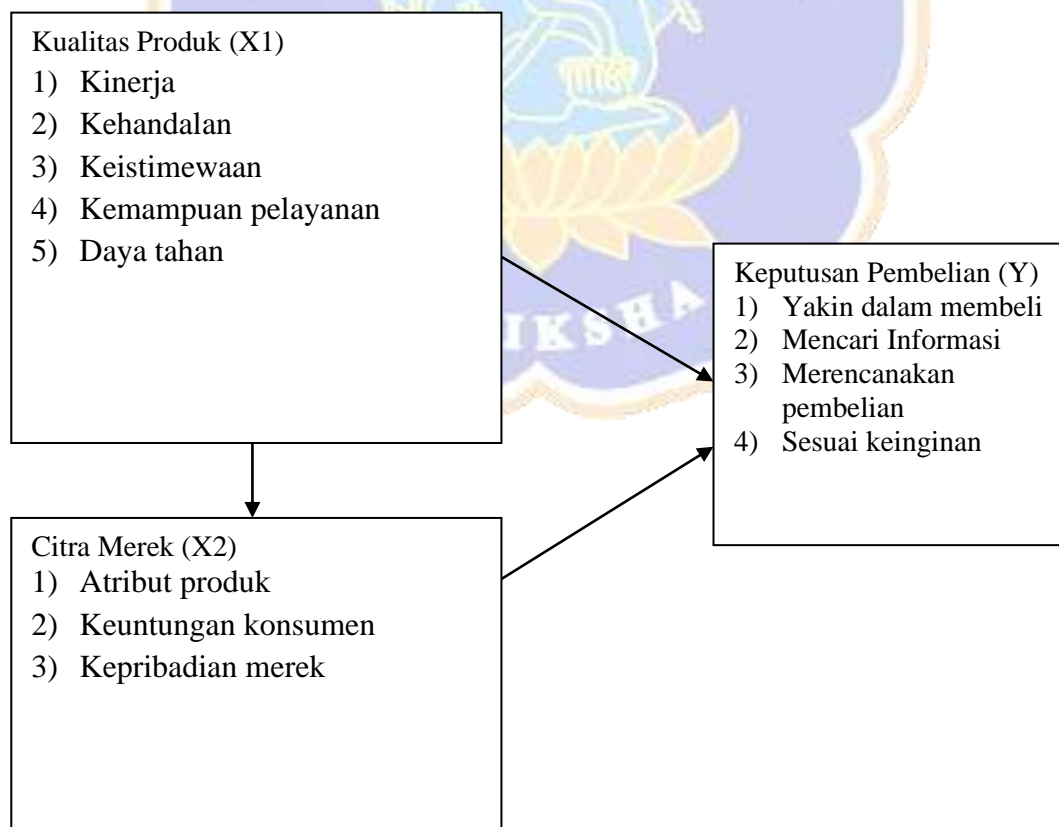 Kualitas Produk (X1)
1) Kinerja
2) Kehandalan
3) Keistimewaan
4) Kemampuan pelayanan
5) Daya tahan
Keputusan Pembelian (Y)
1) Yakin dalam membeli
2) Mencari Informasi
3) Merencanakan
pembelian
4) Sesuai keinginan
IKSHA
Citra Merek (X2)
1) Atribut produk
2) Keuntungan konsumen
3) Kepribadian merek